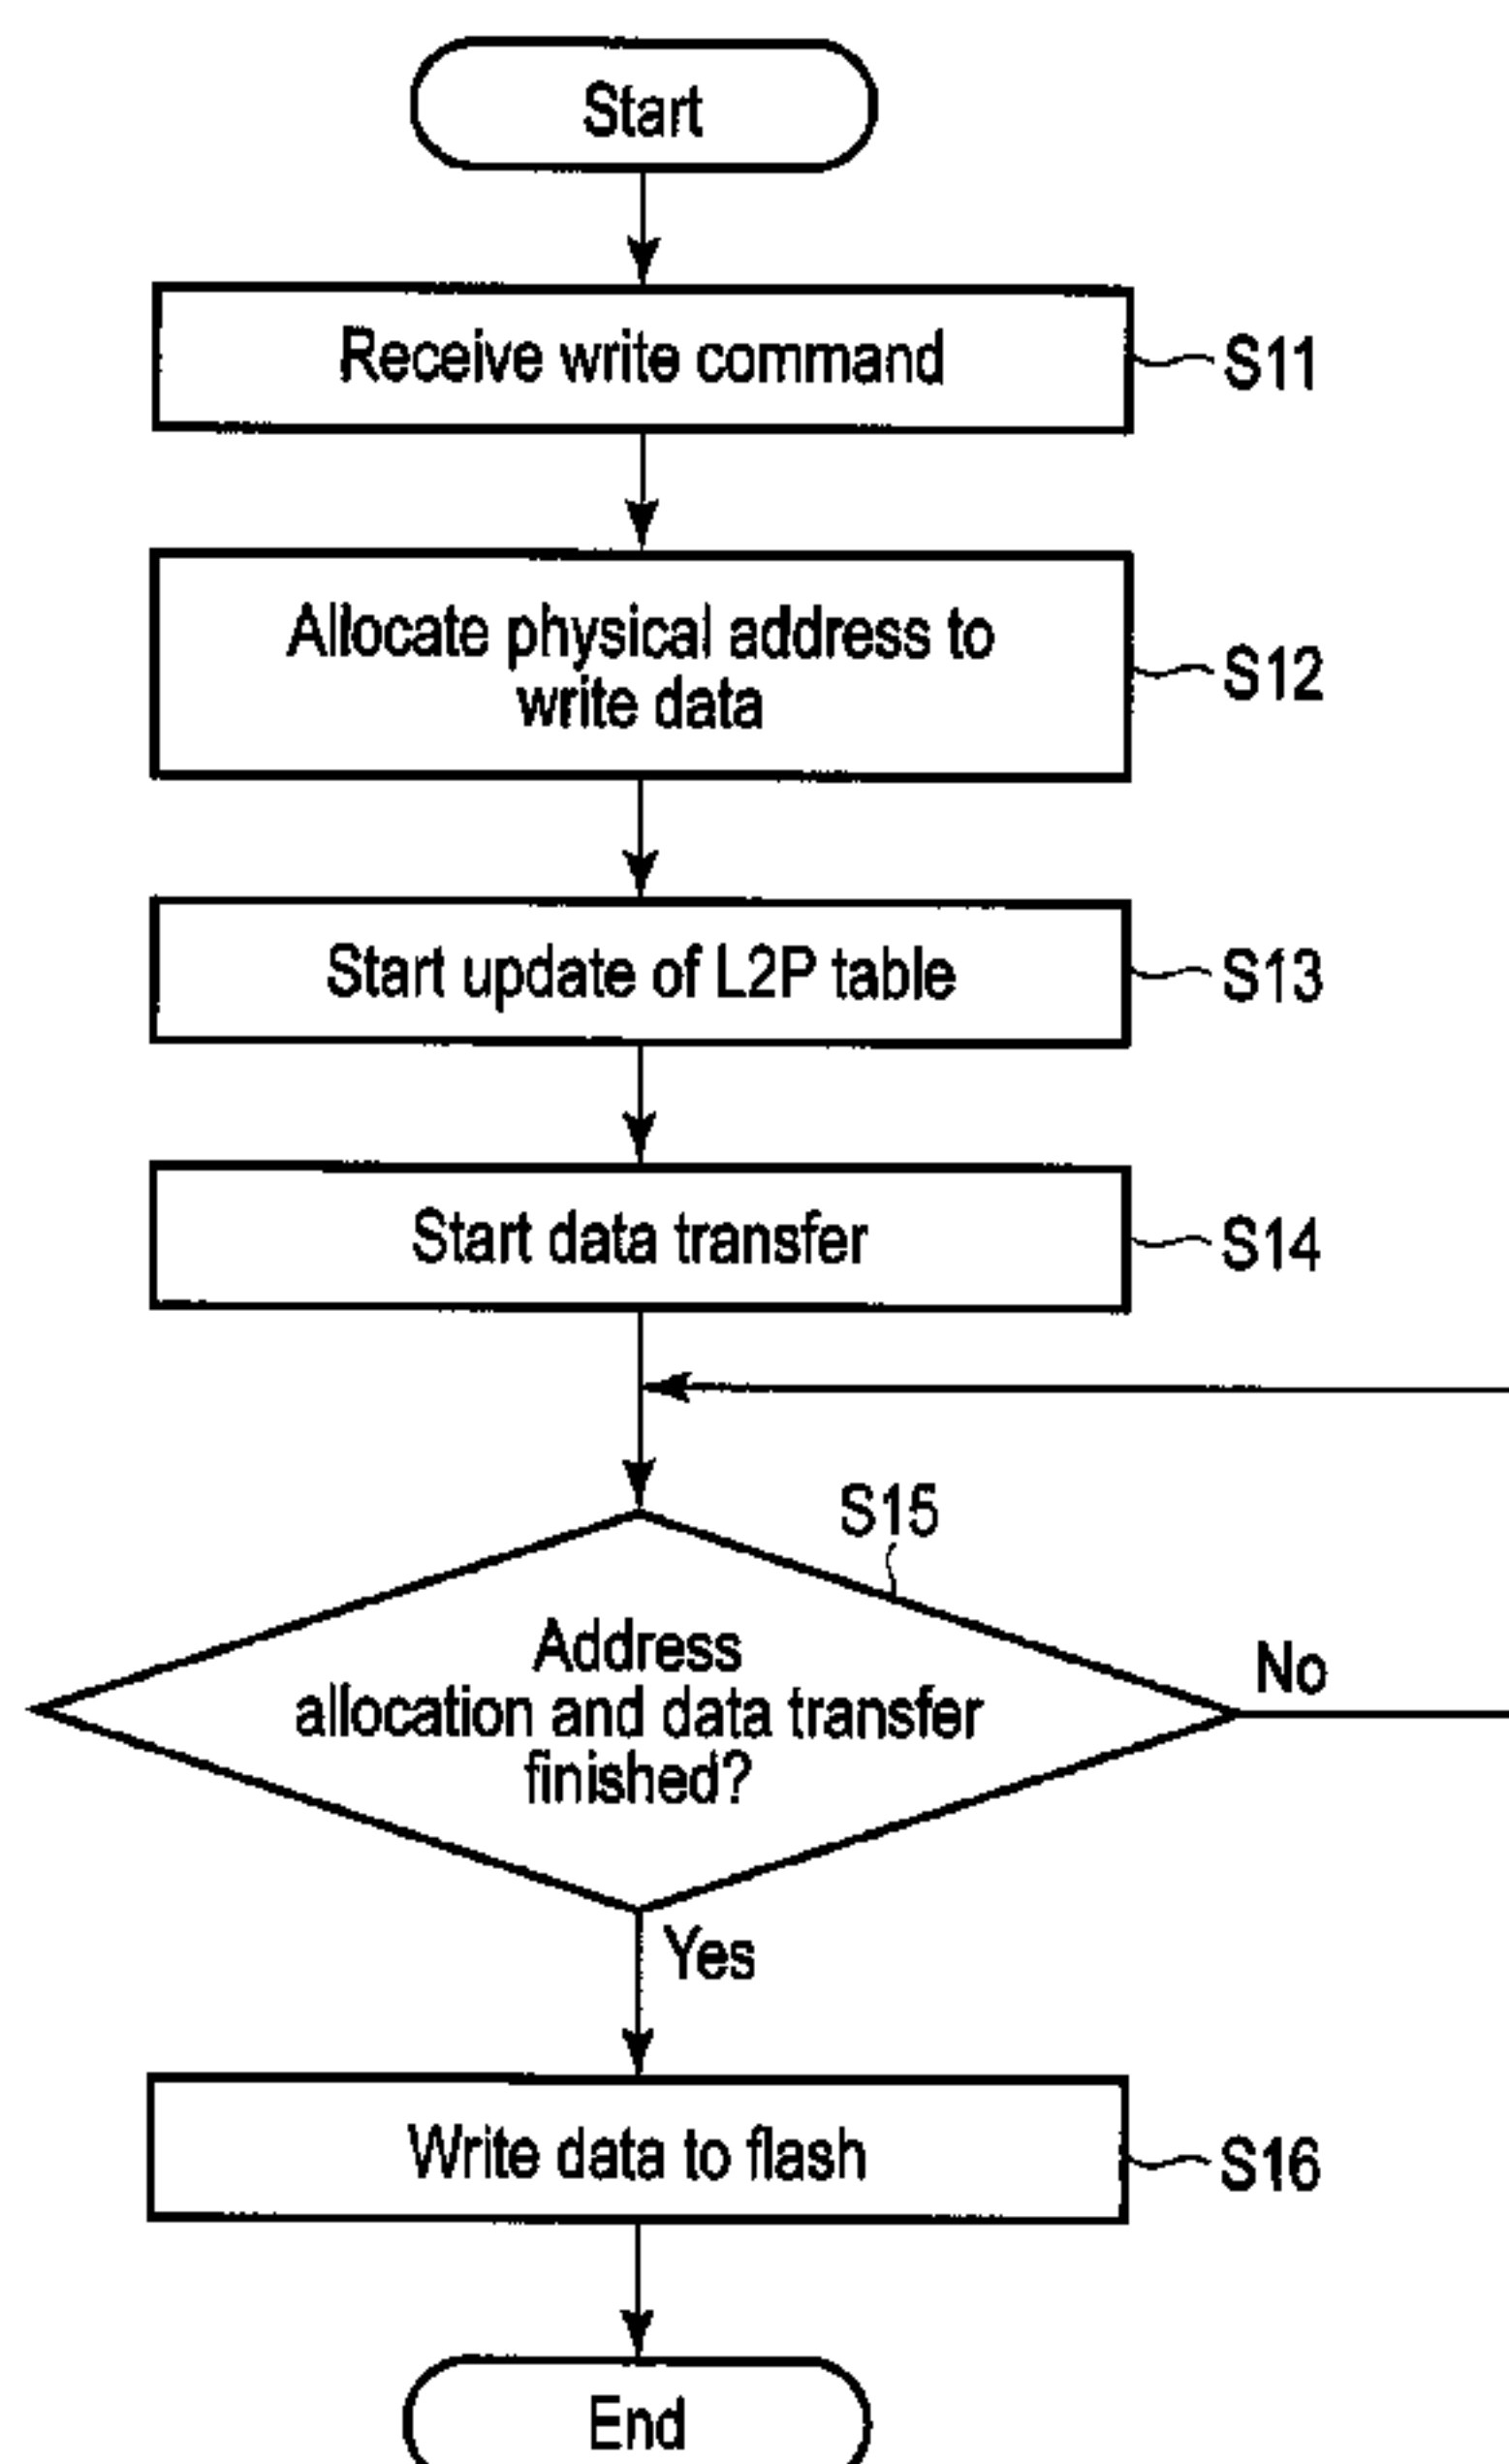 Start
Receive write command
S11
Allocate physical address to
write data
S12
Start update of L2P table
S13
Start data transfer
S14
S15
Address
allocation and data transfer
finished?
No
Yes
Write data to flash
S16
End